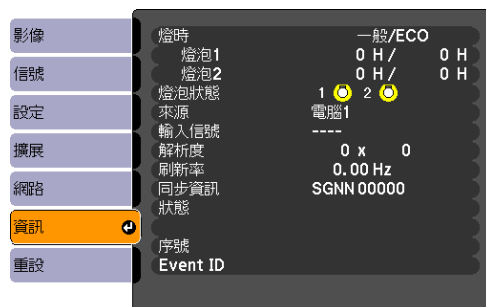 影像
信號
設定
擴展
網路
資訊
重設
燈時 一般/ECO
燈泡1 0 H / 0 H
燈泡2 0 H / 0 H
燈泡狀態 1 2
來源 電腦1
輸入信號 ----
解析度 0 x 0
刷新率 0.00 Hz
同步資訊 SGNN 00000
狀態
序號
Event ID